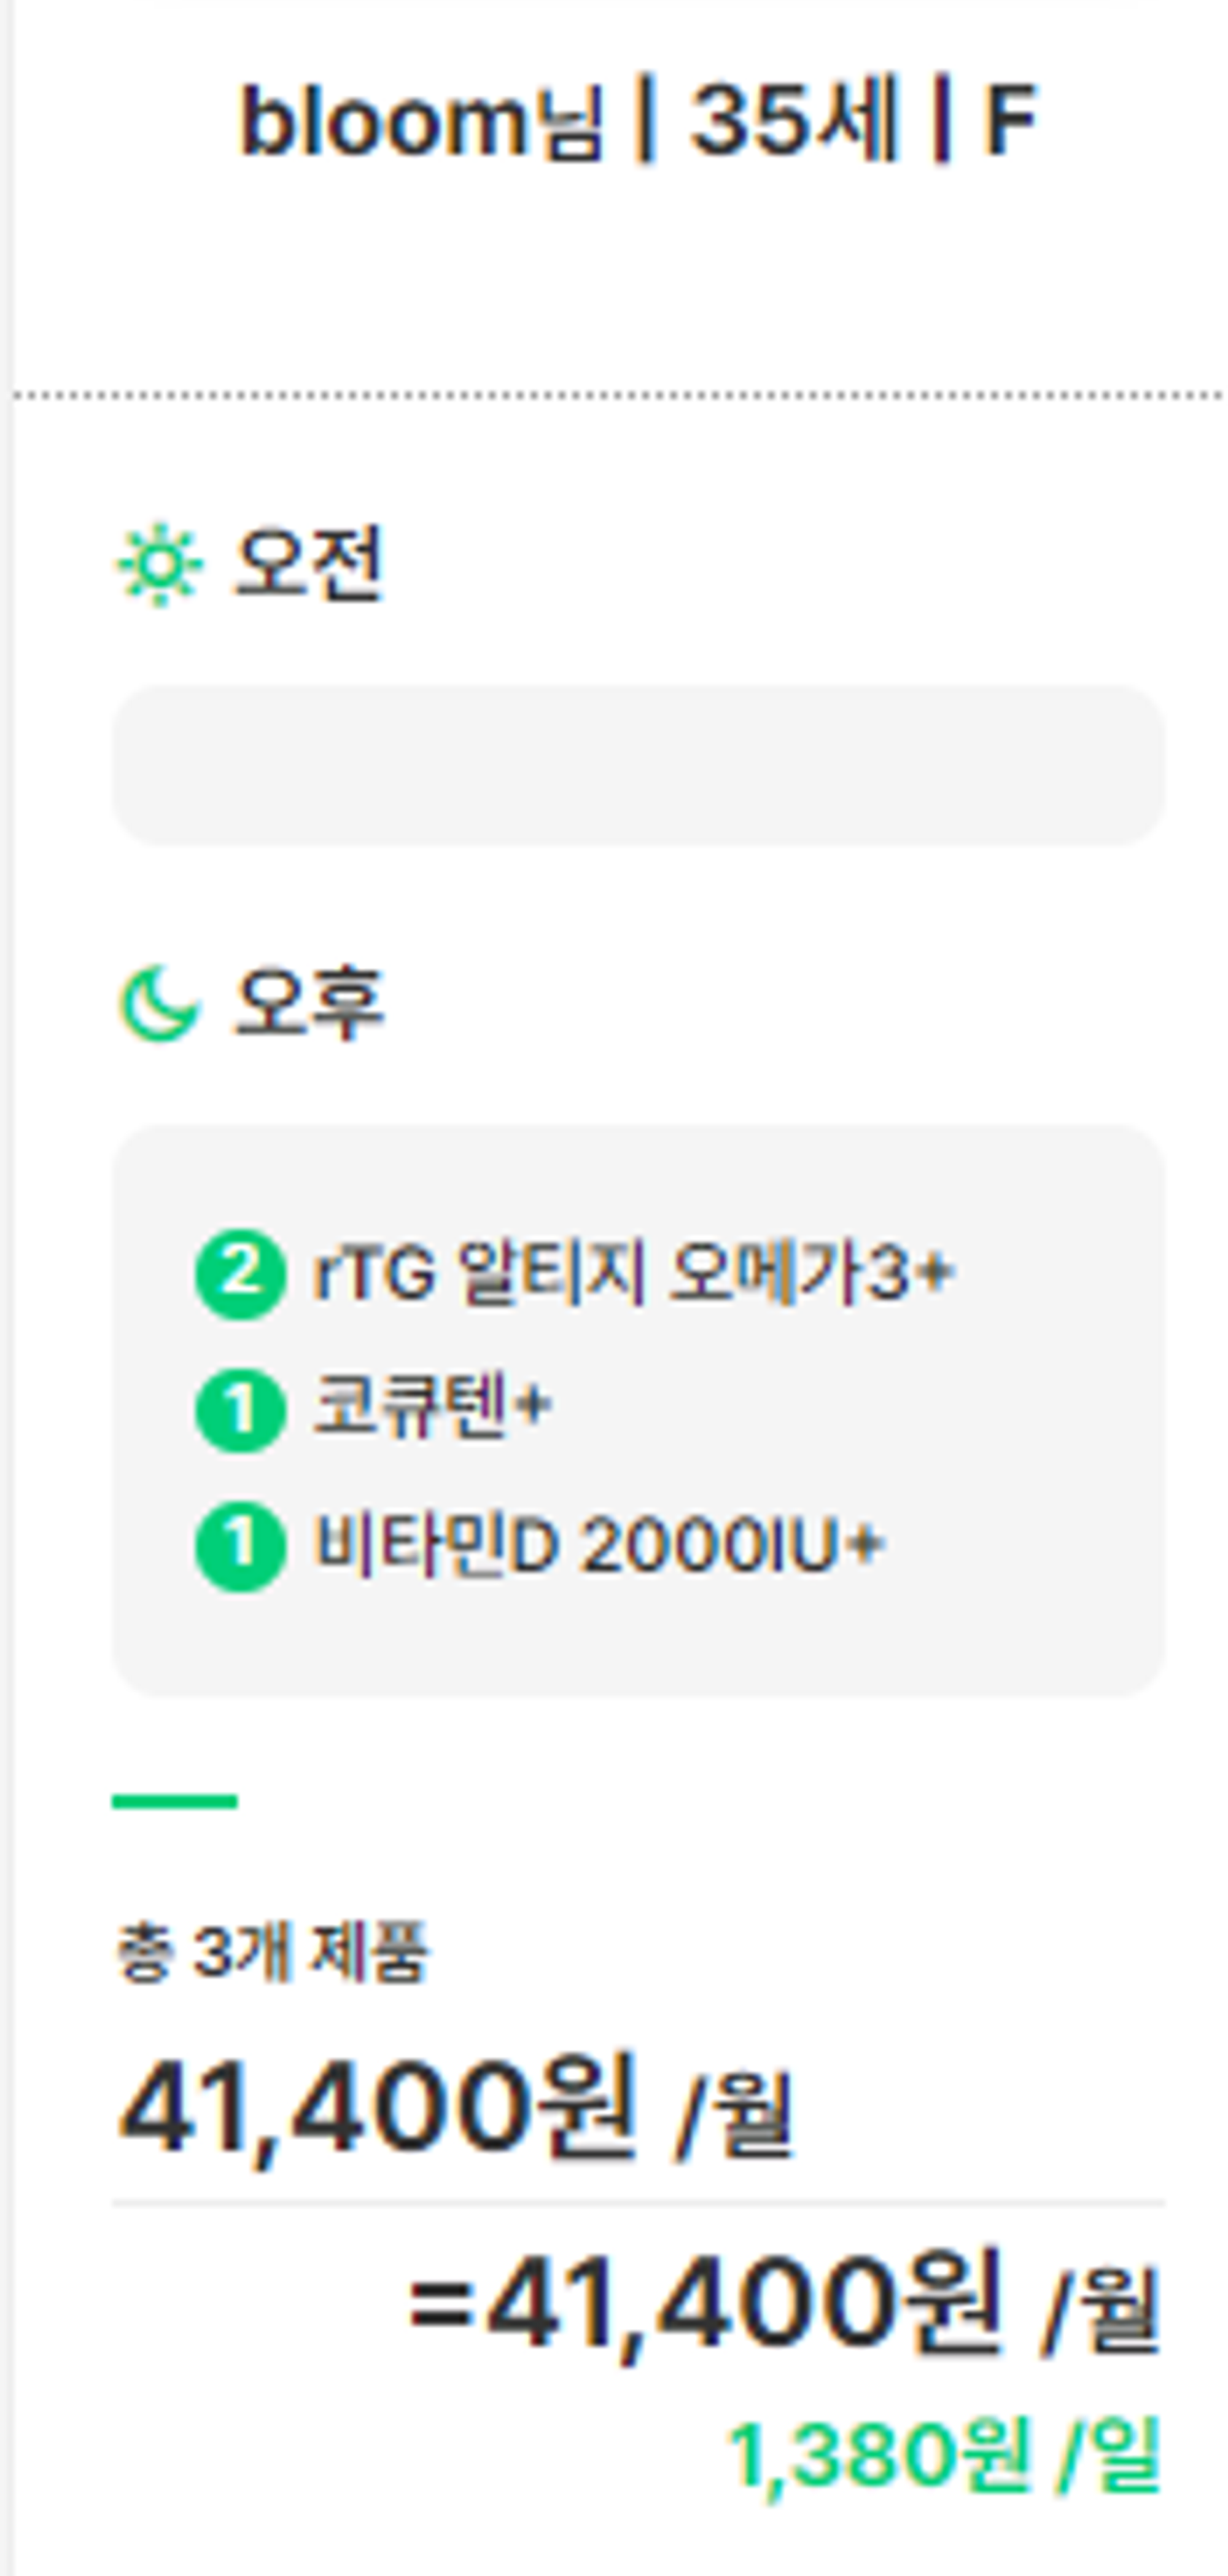 bloom님 | 35세 | F
오전
오후
2 rTG 알티지 오메가3+
1 코큐텐+
1 비타민D 2000IU+
총 3개 제품
41,400원 /월
=41,400원 /월
1,380원 /일